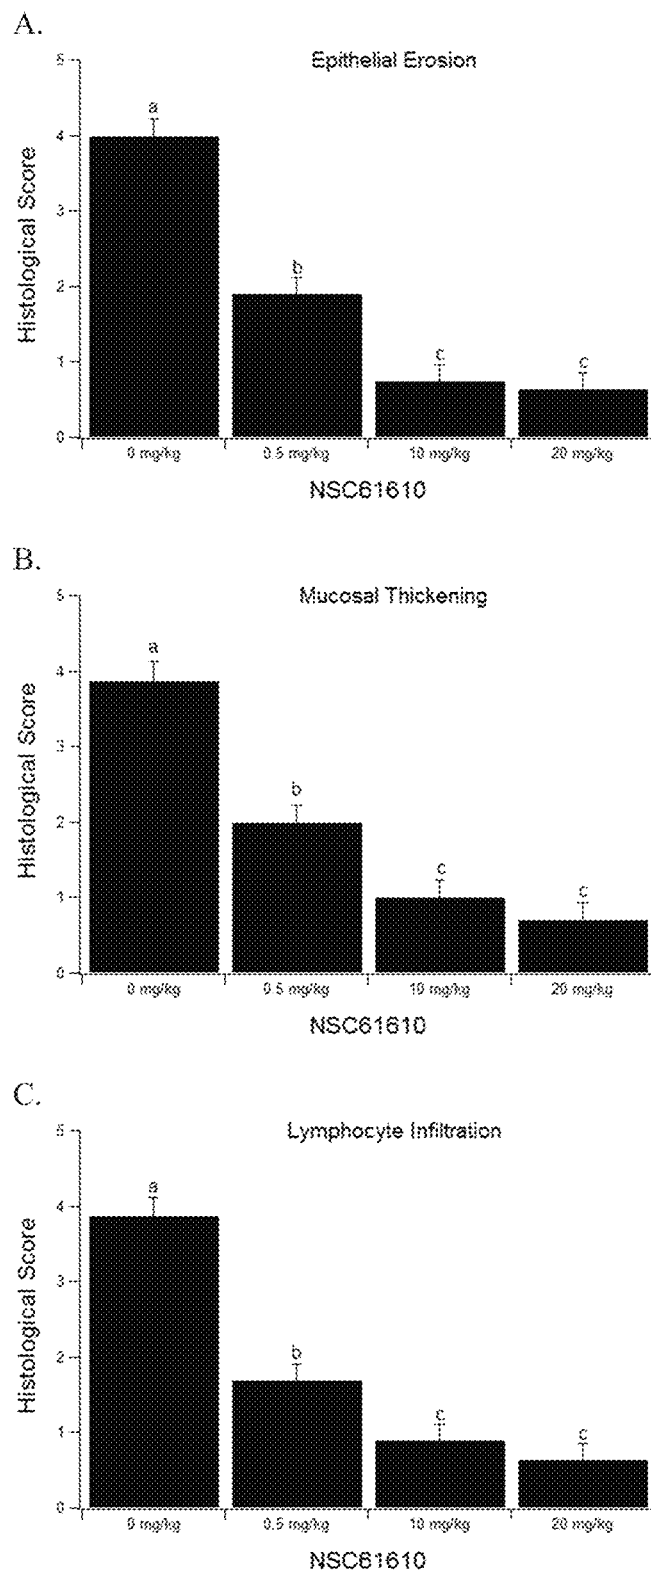 A.
Epithelial Erosion
Histological Score
5
4
3
2
1
0
a
b
c
c
0 mg/kg 0.5 mg/kg 10 mg/kg 20 mg/kg
NSC61610
B.
Mucosal Thickening
Histological Score
5
4
3
2
1
0
a
b
c
c
0 mg/kg 0.5 mg/kg 10 mg/kg 20 mg/kg
NSC61610
C.
Lymphocyte Infiltration
Histological Score
5
4
3
2
1
0
a
b
c
c
0 mg/kg 0.5 mg/kg 10 mg/kg 20 mg/kg
NSC61610